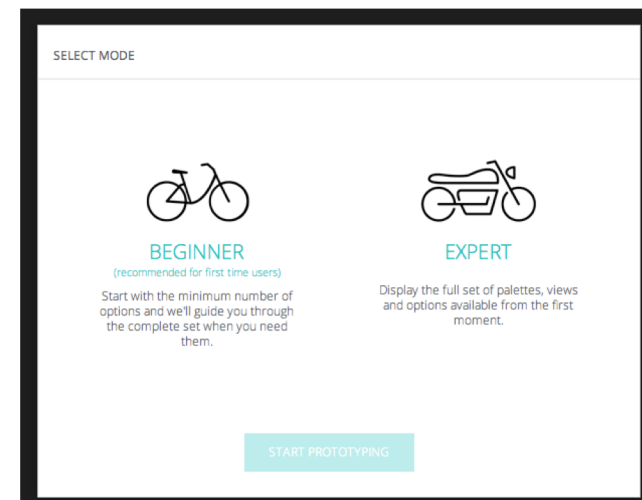 SELECT MODE
BEGINNER
(recommended for first time users)
Start with the minimum number of
options and we'll guide you through
the complete set when you need
them.
EXPERT
Display the full set of palettes, views
and options available from the first
moment.
START PROTOTYPING